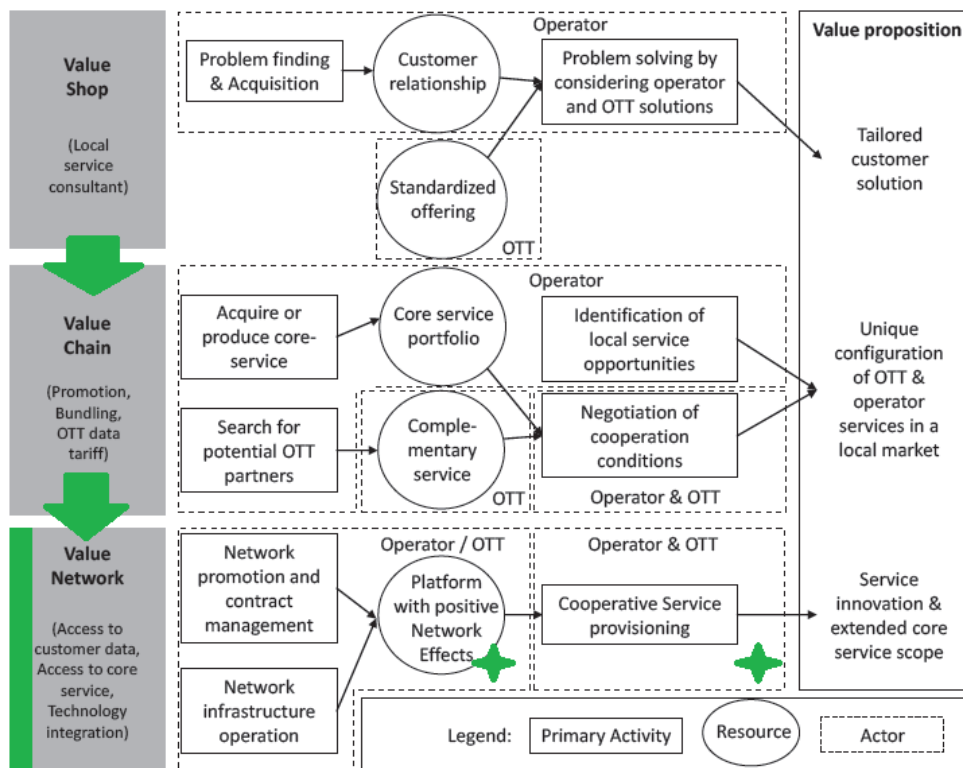 Value
Shop
(Local
service
consultant)
Operator
Problem finding
& Acquisition
Customer
relationship
Problem solving by
considering operator
and OTT solutions
Standardized
offering
OTT
Value proposition
Tailored
customer
solution
Value
Chain
(Promotion,
Bundling,
OTT data
tariff)
Operator
Acquire or
produce core-
service
Core service
portfolio
Identification of
local service
opportunities
Search for
potential OTT
partners
Comple-
mentary
service
OTT
Negotiation of
cooperation
conditions
Operator & OTT
Unique
configuration
of OTT &
operator
services in a
local market
Value
Network
(Access to
customer data,
Access to core
service,
Technology
integration)
Network
promotion and
contract
management
Network
infrastructure
operation
Operator / OTT
Platform
with positive
Network
Effects
Operator & OTT
Cooperative Service
provisioning
Service
innovation &
extended core
service scope
Legend:
Primary Activity
Resource
Actor